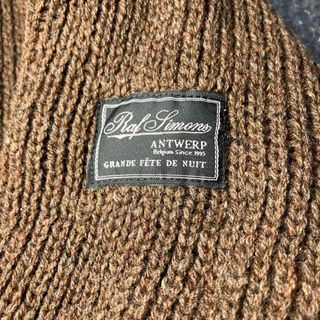 Raf Simons
ANTWERP
Belgium Since 1995
GRANDE FÊTE DE NUIT